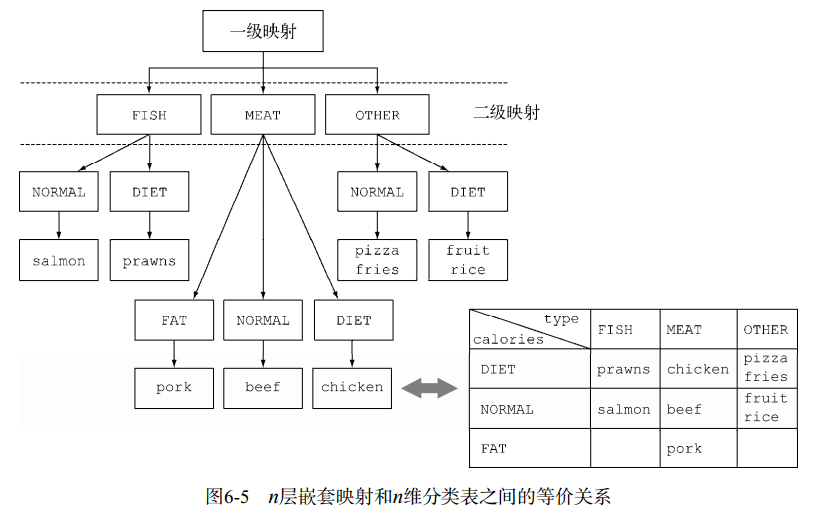 一级映射
FISH
MEAT
OTHER
二级映射
NORMAL
DIET
NORMAL
DIET
salmon
prawns
pizza
fries
fruit
rice
FAT
NORMAL
DIET
pork
beef
chicken
type
calories
FISH
MEAT
OTHER
DIET
prawns
chicken
pizza
fries
NORMAL
salmon
beef
fruit
rice
FAT
pork
图6-5 n层嵌套映射和n维分类表之间的等价关系